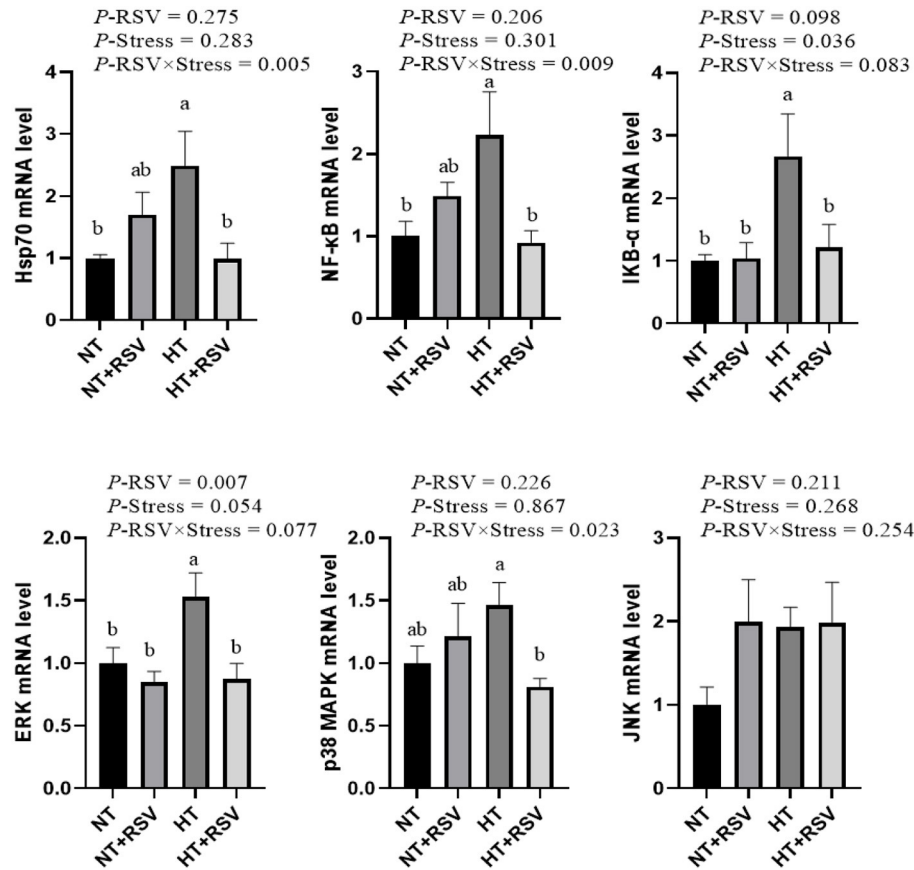 P-RSV = 0.275
P-Stress = 0.283
P-RSV×Stress = 0.005
Hsp70 mRNA level
4
3
2
1
0
b
ab
a
b
NT
NT+RSV
HT
HT+RSV
P-RSV = 0.206
P-Stress = 0.301
P-RSV×Stress = 0.009
NF-κB mRNA level
3
2
1
0
b
ab
a
b
NT
NT+RSV
HT
HT+RSV
P-RSV = 0.098
P-Stress = 0.036
P-RSV×Stress = 0.083
IKB-α mRNA level
4
3
2
1
0
b
b
a
b
NT
NT+RSV
HT
HT+RSV
P-RSV = 0.007
P-Stress = 0.054
P-RSV×Stress = 0.077
ERK mRNA level
2.0
1.5
1.0
0.5
0.0
b
b
a
b
NT
NT+RSV
HT
HT+RSV
P-RSV = 0.226
P-Stress = 0.867
P-RSV×Stress = 0.023
p38 MAPK mRNA level
2.0
1.5
1.0
0.5
0.0
ab
ab
a
b
NT
NT+RSV
HT
HT+RSV
P-RSV = 0.211
P-Stress = 0.268
P-RSV×Stress = 0.254
JNK mRNA level
3
2
1
0
NT
NT+RSV
HT
HT+RSV